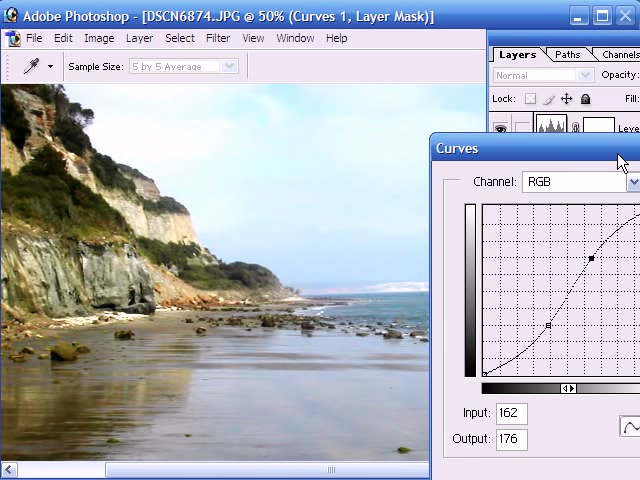 Adobe Photoshop - [DSCN6874.JPG @ 50% (Curves 1, Layer Mask)]
File Edit Image Layer Select Filter View Window Help
Sample Size: 5 by 5 Average
Layers Paths Channels
Normal Opacity:
Lock: Fill:
Leve
Curves
Channel: RGB
Input: 162
Output: 176